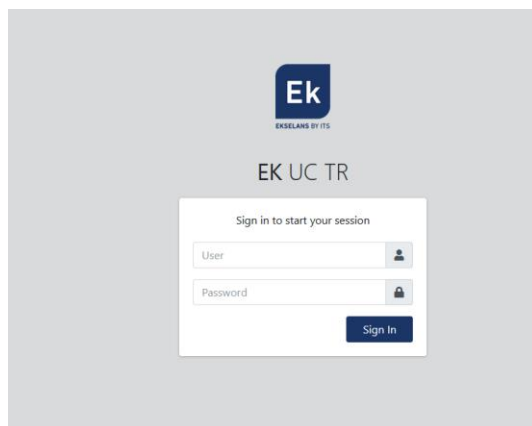 Ek
EKSELANS BY ITS
EK UC TR
Sign in to start your session
User
Password
Sign In